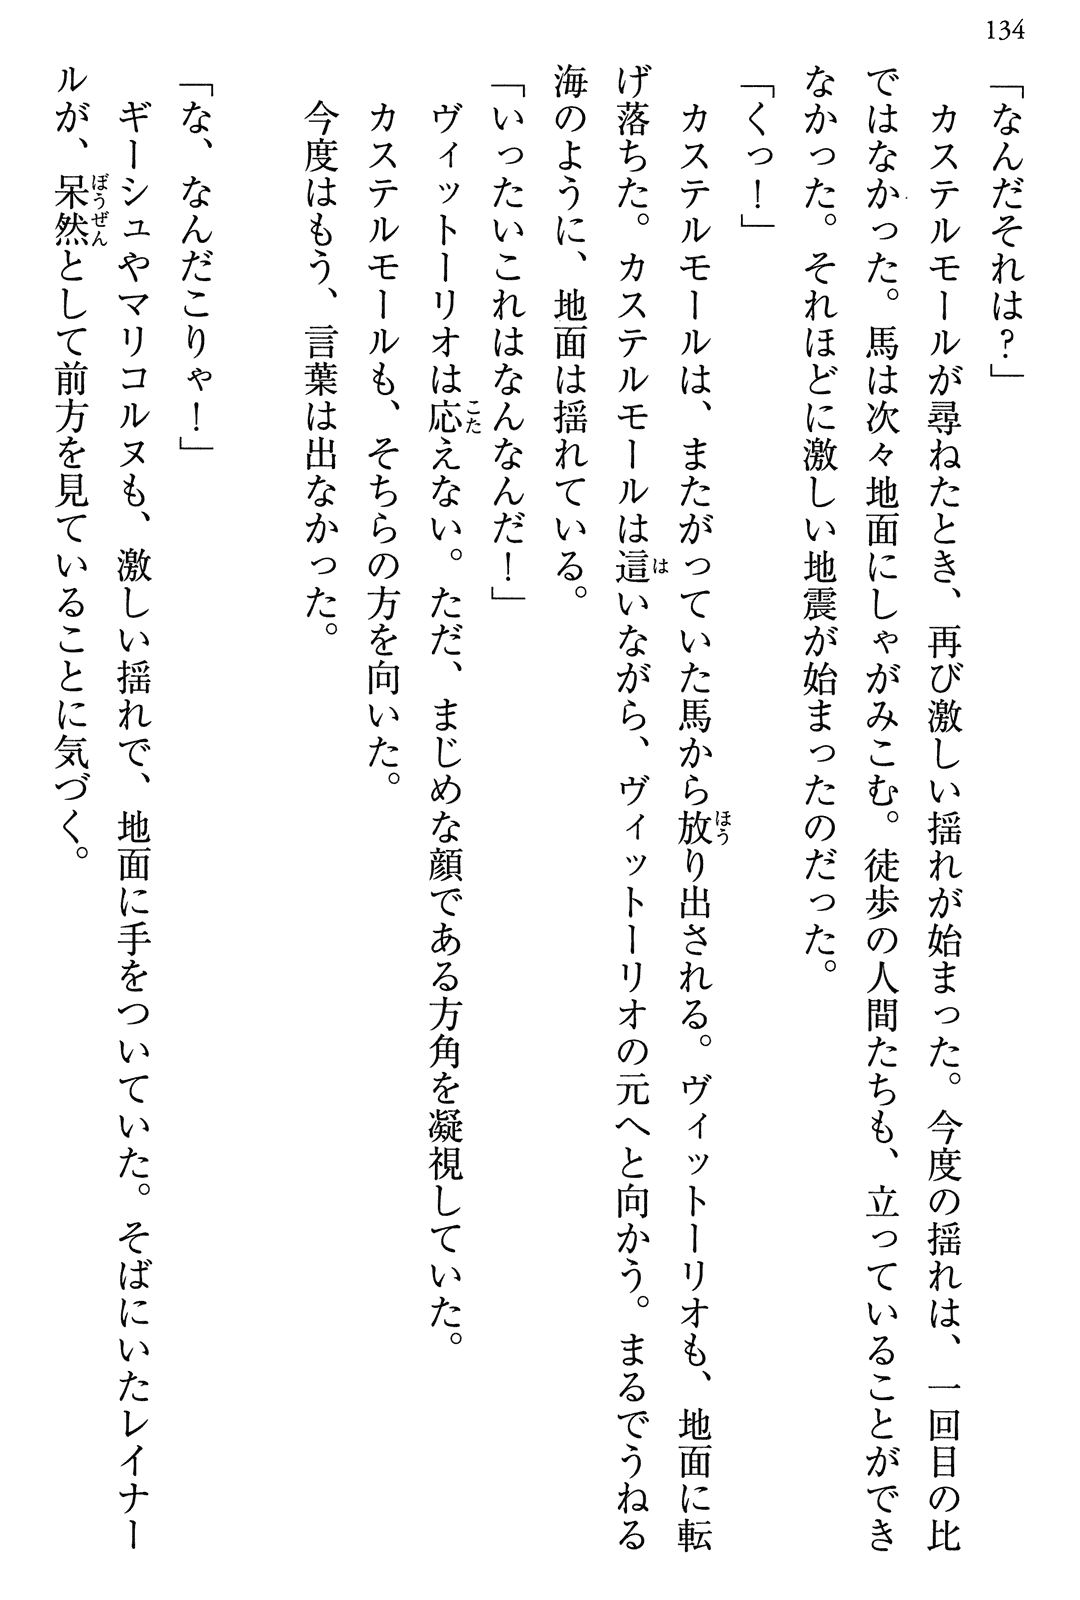 134
「なんだそれは?」
カステルモールが尋ねたとき、再び激しい揺れが始まった。今度の揺れは、一回目の比
ではなかった。馬は次々地面にしゃがみこむ。徒歩の人間たちも、立っていることができ
なかった。それほどに激しい地震が始まったのだった。
「くっ!」
カステルモールは、またがっていた馬から放り出される。ヴィットーリオも、地面に転
げ落ちた。カステルモールは這いながら、ヴィットーリオの元へと向かう。まるでうねる
海のように、地面は揺れている。
「いったいこれはなんなんだ!」
ヴィットーリオは応えない。ただ、まじめな顔である方角を凝視していた。
カステルモールも、そちらの方を向いた。
今度はもう、言葉は出なかった。
「な、なんだこりゃ!」
ギーシュやマリコルヌも、激しい揺れで、地面に手をついていた。そばにいたレイナー
ルが、呆然として前方を見ていることに気づく。